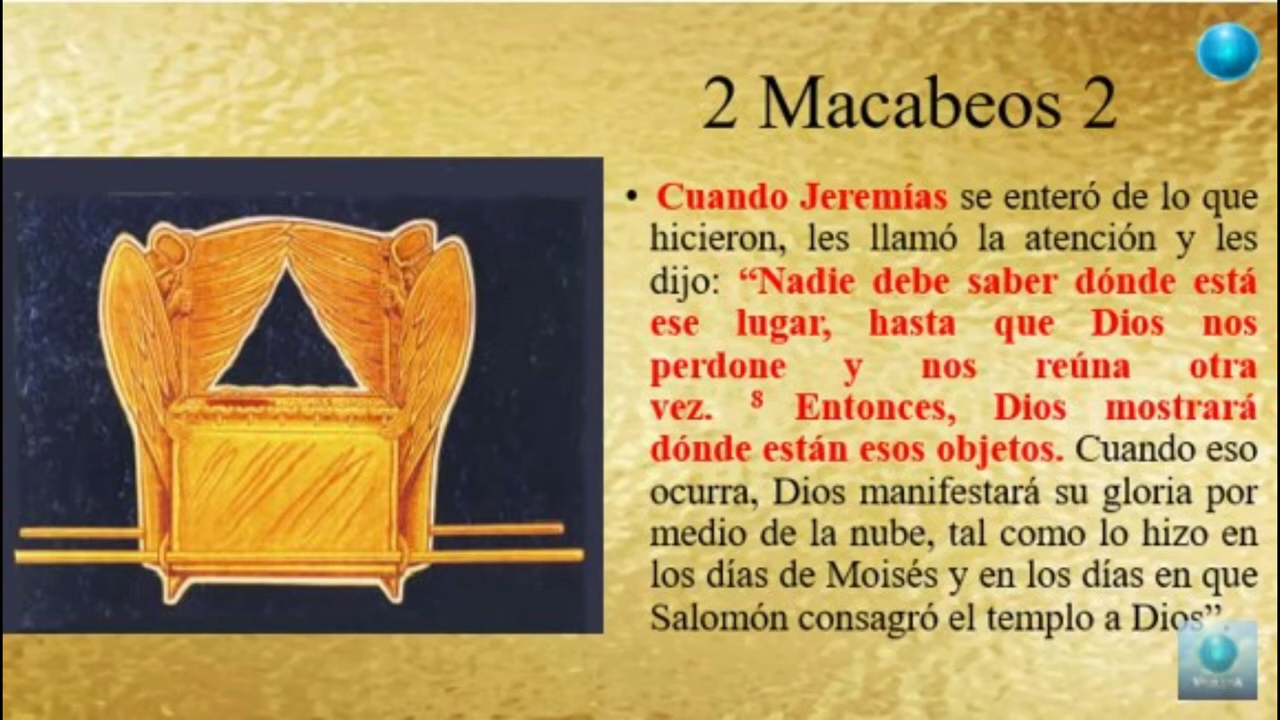 2 Macabeos 2
• Cuando Jeremías se enteró de lo que
hicieron, les llamó la atención y les
dijo: “Nadie debe saber dónde está
ese lugar, hasta que Dios nos
perdone y nos reúna otra
vez. 8 Entonces, Dios mostrará
dónde están esos objetos. Cuando eso
ocurra, Dios manifestará su gloria por
medio de la nube, tal como lo hizo en
los días de Moisés y en los días en que
Salomón consagró el templo a Dios”.